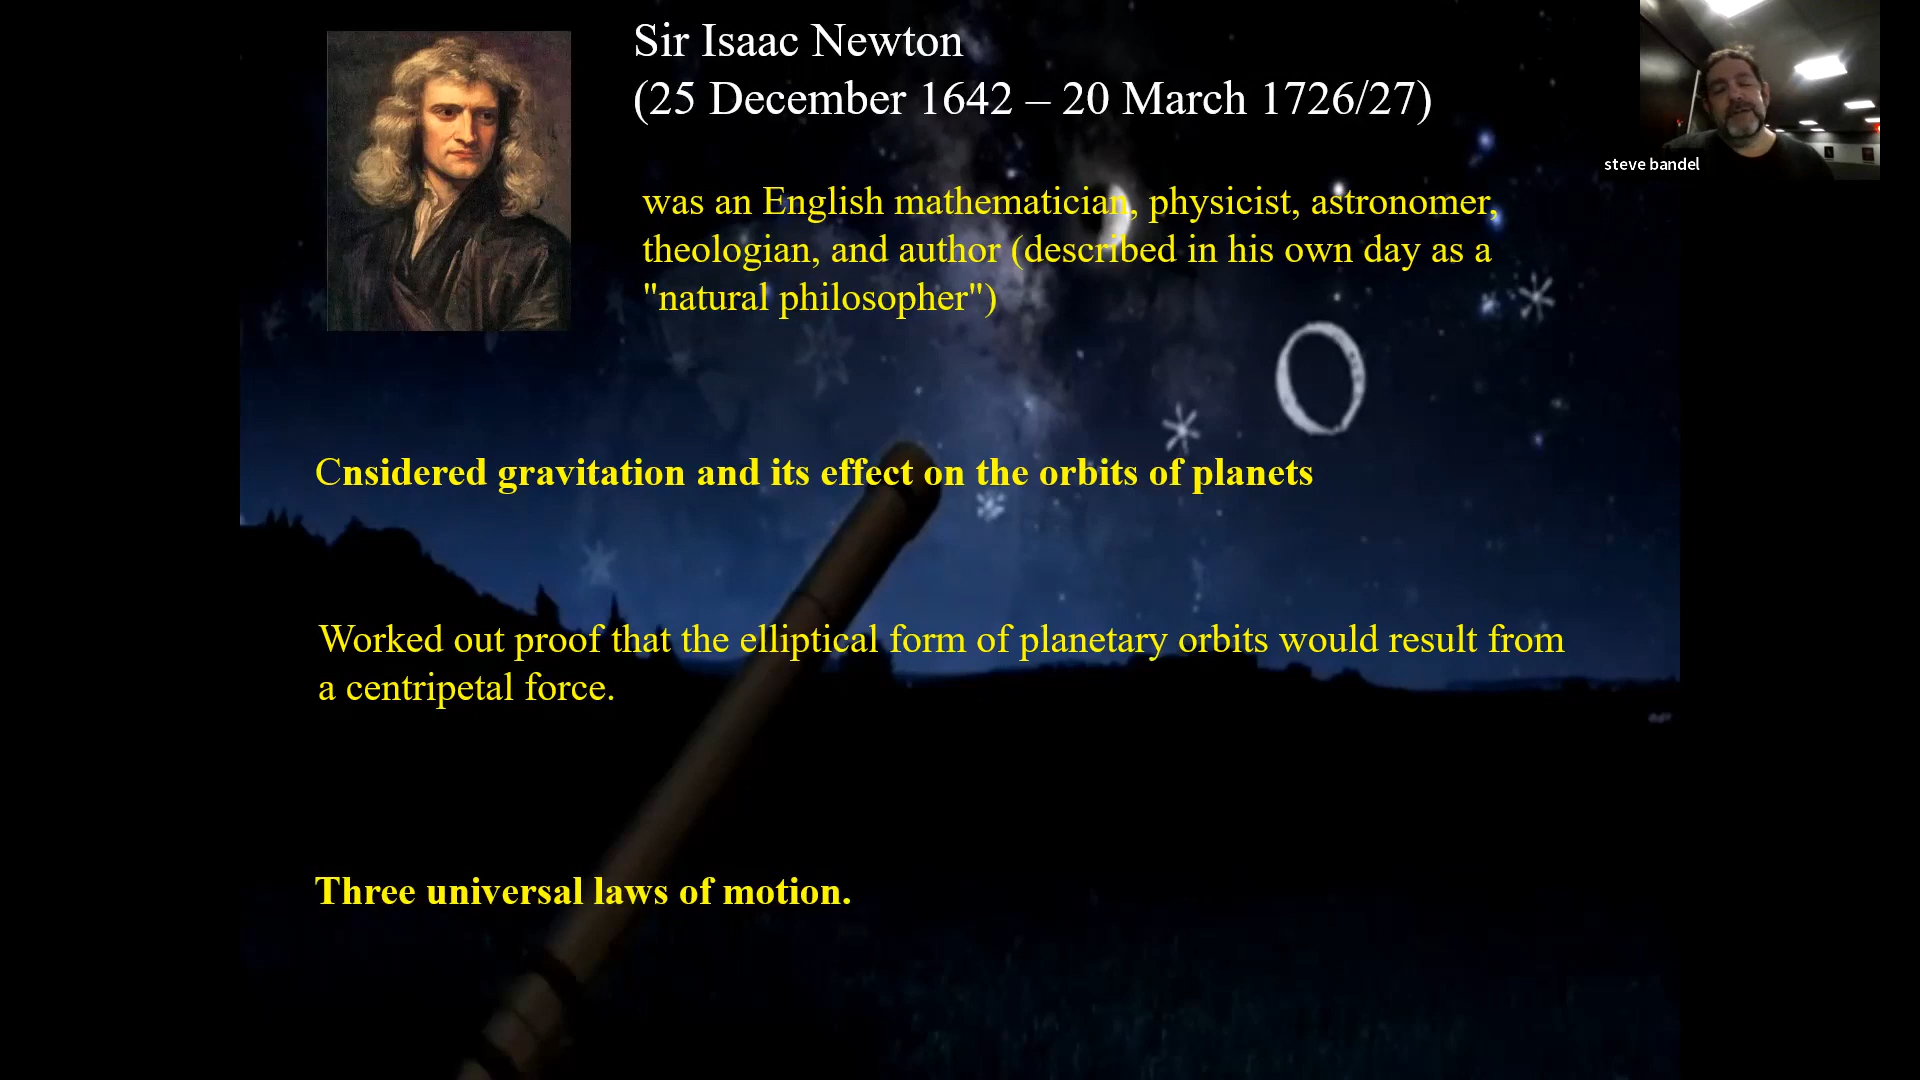 Sir Isaac Newton
(25 December 1642 – 20 March 1726/27)
steve bandel
was an English mathematician, physicist, astronomer,
theologian, and author (described in his own day as a
"natural philosopher")
Cnsidered gravitation and its effect on the orbits of planets
Worked out proof that the elliptical form of planetary orbits would result from
a centripetal force.
Three universal laws of motion.